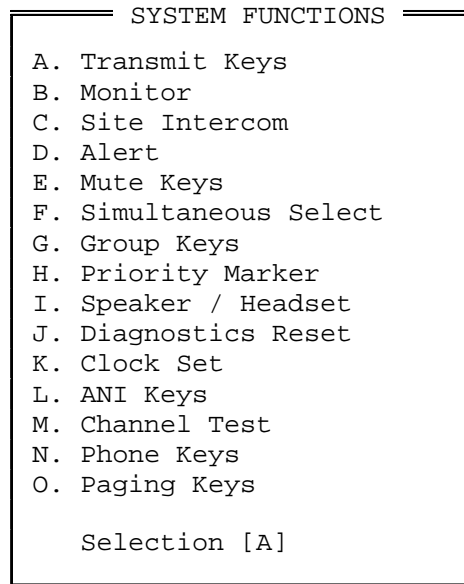 SYSTEM FUNCTIONS
A. Transmit Keys
B. Monitor
C. Site Intercom
D. Alert
E. Mute Keys
F. Simultaneous Select
G. Group Keys
H. Priority Marker
I. Speaker / Headset
J. Diagnostics Reset
K. Clock Set
L. ANI Keys
M. Channel Test
N. Phone Keys
O. Paging Keys
Selection [A]